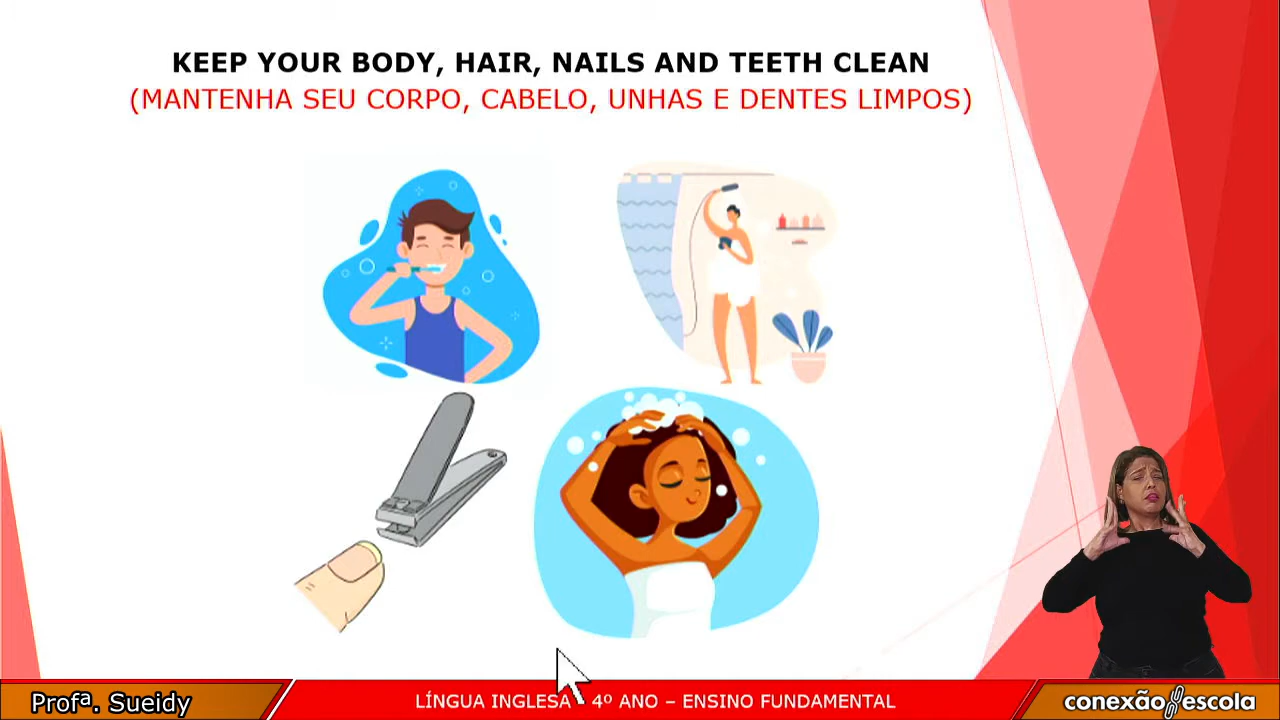 KEEP YOUR BODY, HAIR, NAILS AND TEETH CLEAN
(MANTENHA SEU CORPO, CABELO, UNHAS E DENTES LIMPOS)
Profª. Sueidy
LÍNGUA INGLESA - 4º ANO – ENSINO FUNDAMENTAL
conexão escola